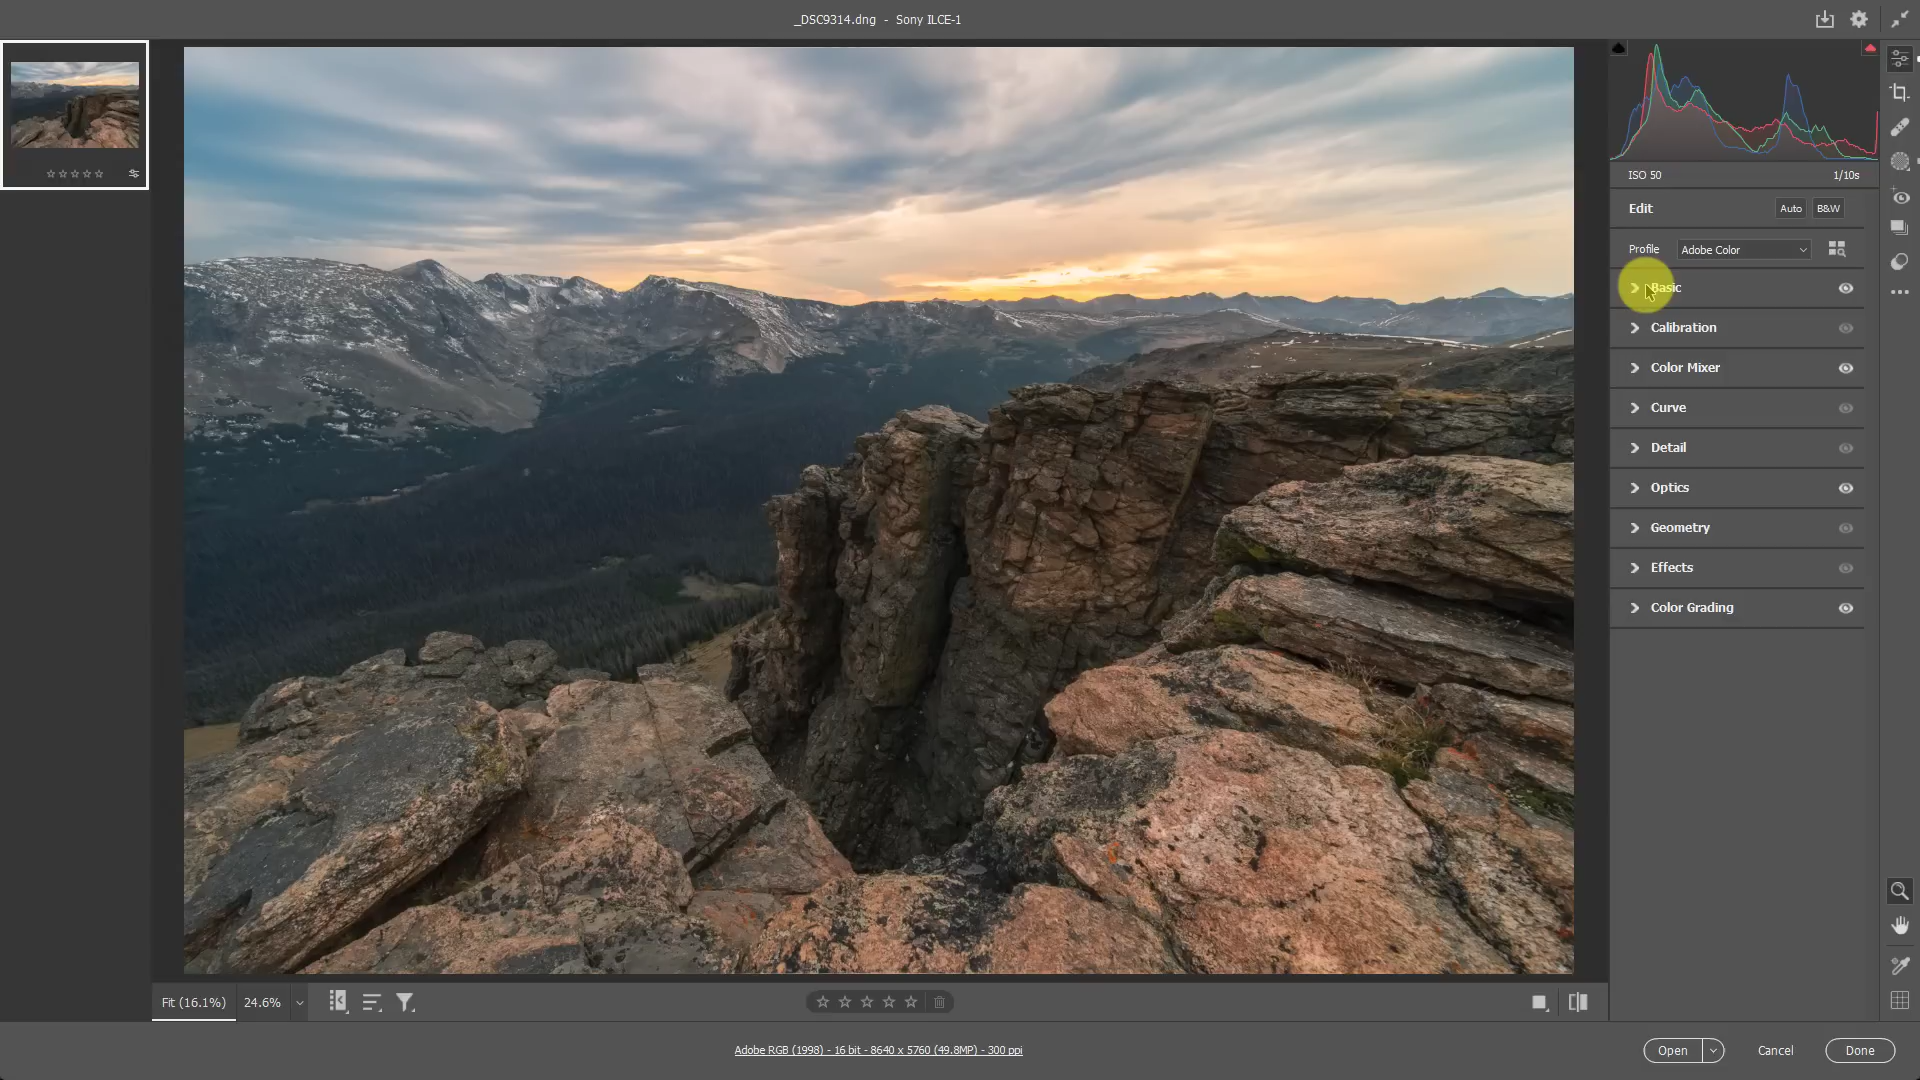 _DSC9314.dng - Sony ILCE-1
ISO 50 1/10s
Edit Auto B&W
Profile Adobe Color
Basic
Calibration
Color Mixer
Curve
Detail
Optics
Geometry
Effects
Color Grading
Fit (16.1%) 24.6%
Adobe RGB (1998) - 16 bit - 8640 x 5760 (49.8MP) - 300 ppi
Open Cancel Done